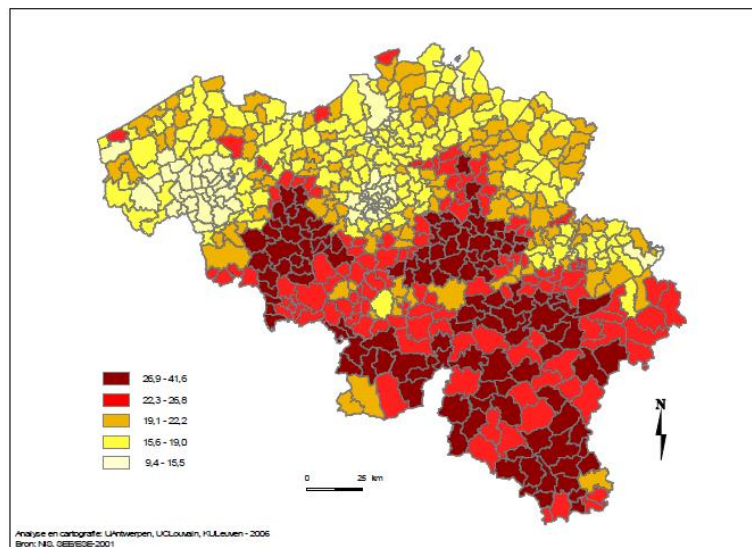 26,9 - 41,6
22,3 - 26,8
19,1 - 22,2
15,6 - 19,0
9,4 - 15,5
N
0 25 km
Analyse en cartografie: UAntwerpen, UCLouvain, KULeuven - 2006
Bron: NIS, SEE/ESE-2001